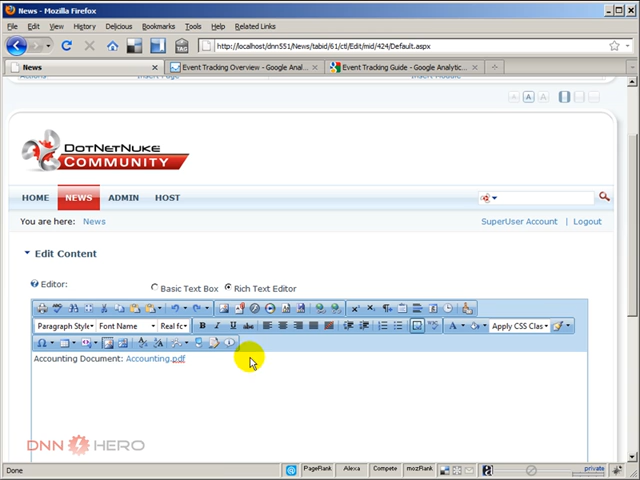 News - Mozilla Firefox
File Edit View History Delicious Bookmarks Tools Help Related Links
TAG
http://localhost/dnn551/News/tabid/61/ctl/Edit/mid/424/Default.aspx
News
Event Tracking Overview - Google Anal...
Event Tracking Guide - Google Analytic...
A A A
DOTNETNUKE
COMMUNITY
HOME NEWS ADMIN HOST
You are here: News
SuperUser Account | Logout
Edit Content
Editor:
Basic Text Box Rich Text Editor
Paragraph Style Font Name Real fo B I U abc A Apply CSS Clas
Accounting Document: Accounting.pdf
DNN HERO
Done
PageRank Alexa Compete mozRank
private